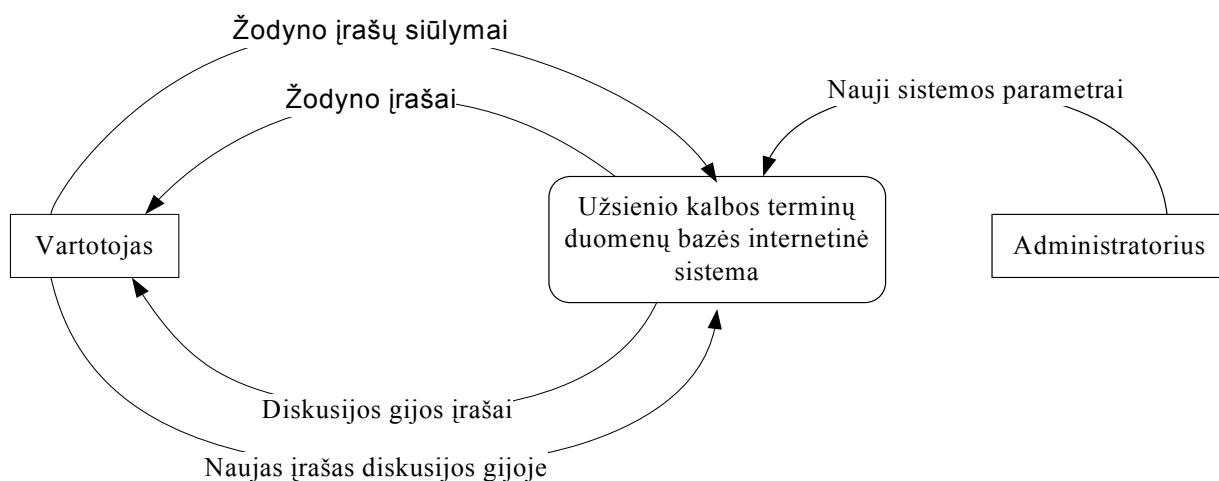 Žodyno įrašų siūlymai
Žodyno įrašai
Nauji sistemos parametrai
Vartotojas
Užsienio kalbos terminų
duomenų bazės internetinė
sistema
Administratorius
Diskusijos gijos įrašai
Naujas įrašas diskusijos gijoje